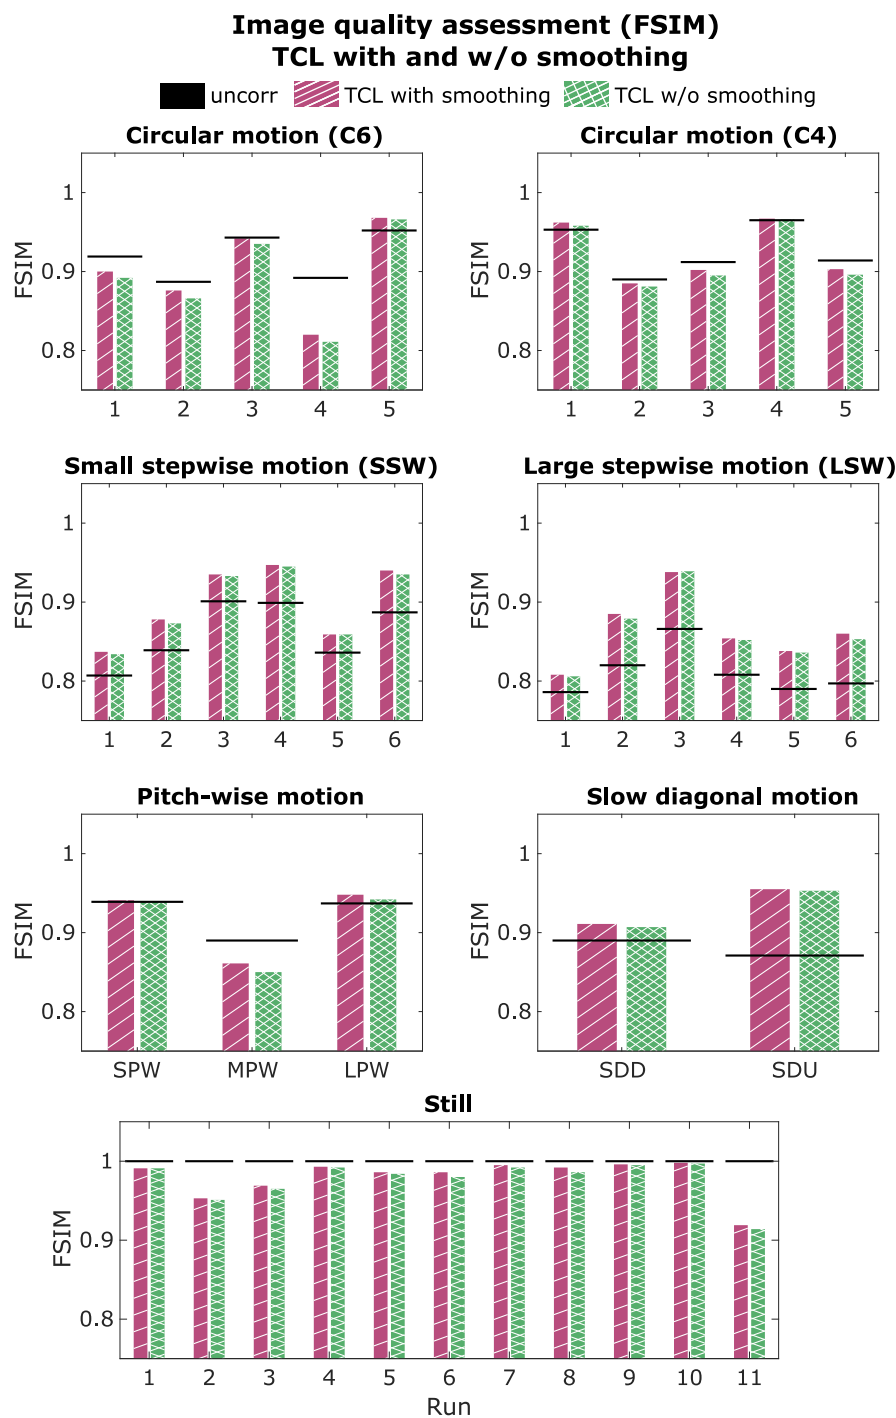 Image quality assessment (FSIM)
TCL with and w/o smoothing
uncorr TCL with smoothing TCL w/o smoothing
Circular motion (C6)
1
0.9
0.8
FSIM
1 2 3 4 5
Circular motion (C4)
1
0.9
0.8
FSIM
1 2 3 4 5
Small stepwise motion (SSW)
1
0.9
0.8
FSIM
1 2 3 4 5 6
Large stepwise motion (LSW)
1
0.9
0.8
FSIM
1 2 3 4 5 6
Pitch-wise motion
1
0.9
0.8
FSIM
SPW MPW LPW
Slow diagonal motion
1
0.9
0.8
FSIM
SDD SDU
Still
1
0.9
0.8
FSIM
1 2 3 4 5 6 7 8 9 10 11
Run